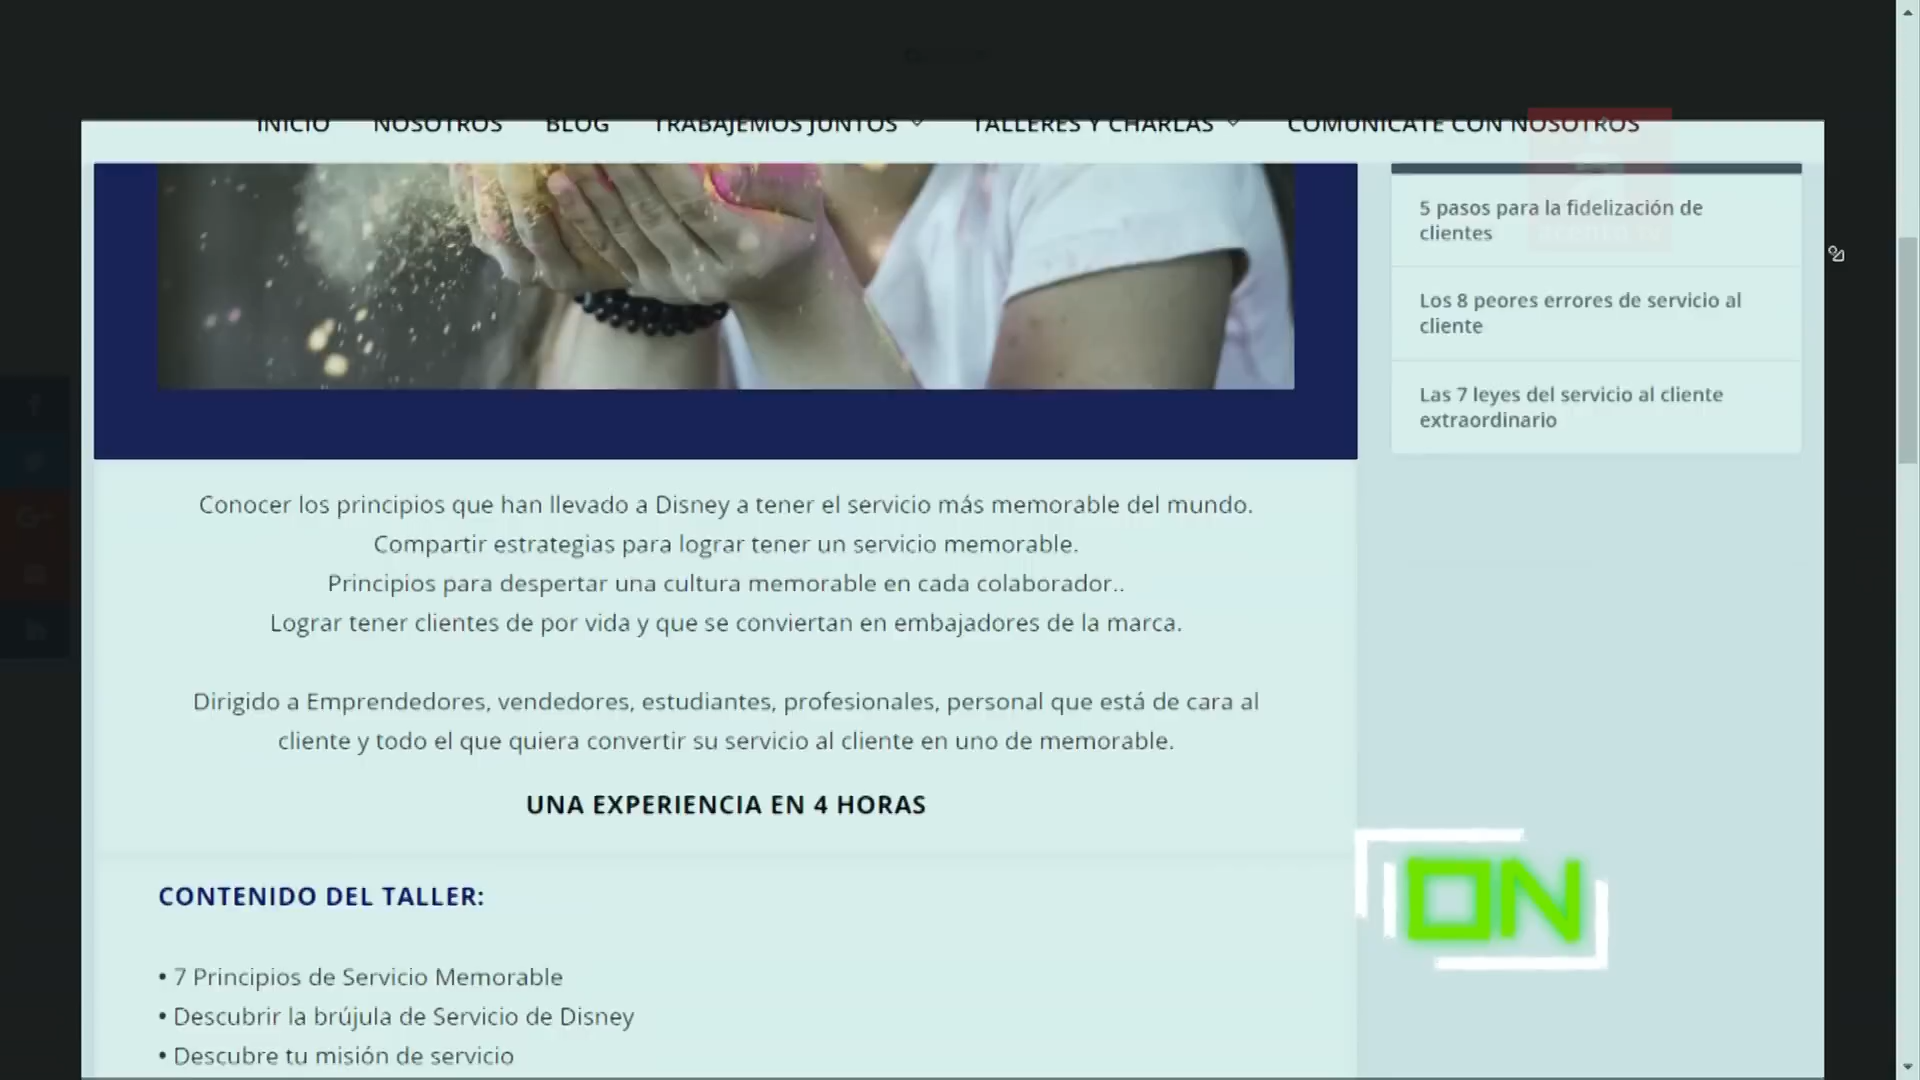 INICIO NOSOTROS BLOG TRABAJEMOS JUNTOS TALLERES Y CHARLAS COMUNICATE CON NOSOTROS
5 pasos para la fidelización de
clientes
Los 8 peores errores de servicio al
cliente
Las 7 leyes del servicio al cliente
extraordinario
Conocer los principios que han llevado a Disney a tener el servicio más memorable del mundo.
Compartir estrategias para lograr tener un servicio memorable.
Principios para despertar una cultura memorable en cada colaborador..
Lograr tener clientes de por vida y que se conviertan en embajadores de la marca.
Dirigido a Emprendedores, vendedores, estudiantes, profesionales, personal que está de cara al
cliente y todo el que quiera convertir su servicio al cliente en uno de memorable.
UNA EXPERIENCIA EN 4 HORAS
CONTENIDO DEL TALLER:
• 7 Principios de Servicio Memorable
• Descubrir la brújula de Servicio de Disney
• Descubre tu misión de servicio
ON